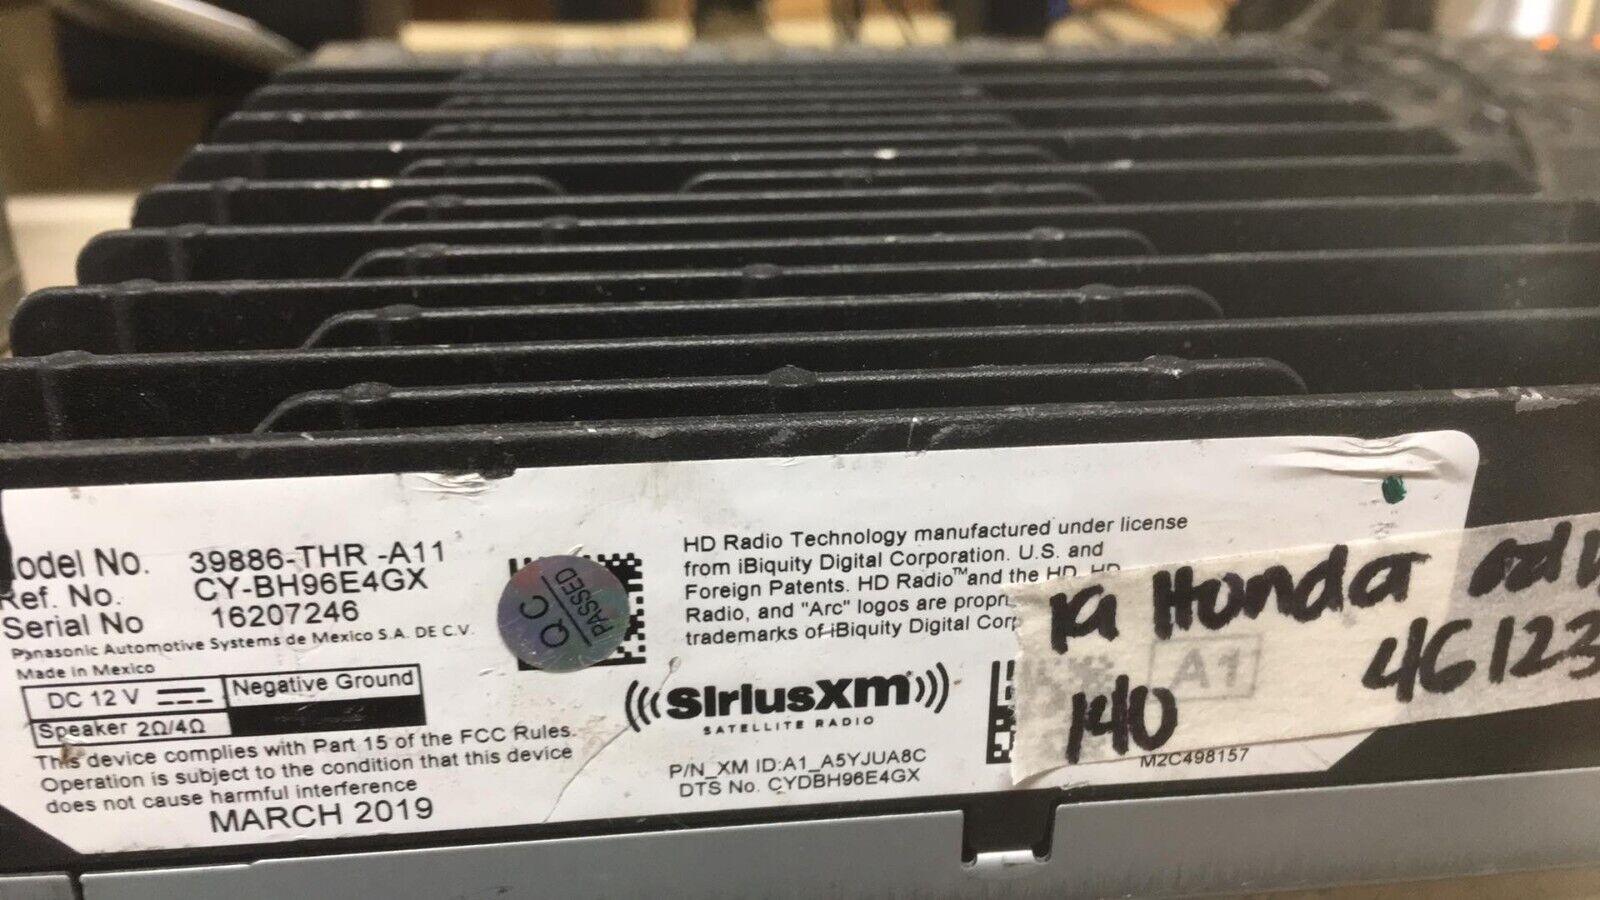 odel No. 39886-THR -A11
Ref. No. CY-BH96E4GX
Serial No 16207246
Panasonic Automotive Systems de Mexico S.A. DE C.V.
Made in Mexico
DC 12 V Negative Ground
Speaker 2Ω/4Ω
This device complies with Part 15 of the FCC Rules.
Operation is subject to the condition that this device
does not cause harmful interference
MARCH 2019
QC
PASSED
HD Radio Technology manufactured under license
from iBiquity Digital Corporation. U.S. and
Foreign Patents. HD Radio™and the HD, HD
Radio, and "Arc" logos are propr
trademarks of iBiquity Digital Corp
(((SiriusXM)))
SATELLITE RADIO
P/N_XM ID:A1_A5YJUA8C
DTS No. CYDBH96E4GX
19 Honda ody
46123
140
A1
M2C498157